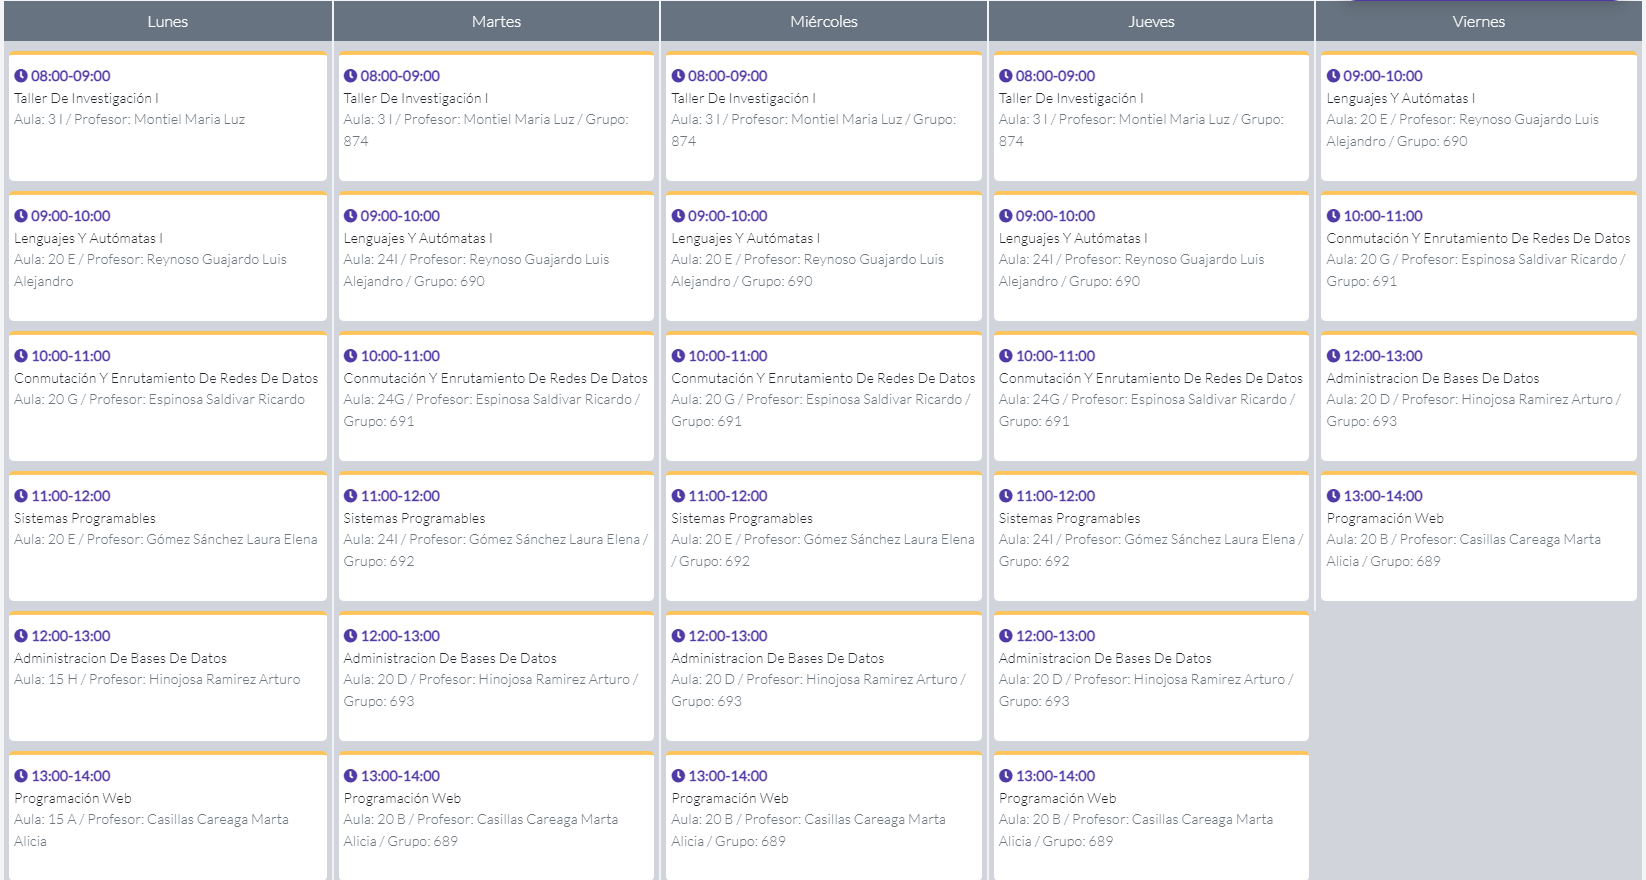 Lunes
08:00-09:00
Taller De Investigación I
Aula: 3 I / Profesor: Montiel Maria Luz
09:00-10:00
Lenguajes Y Autómatas I
Aula: 20 E / Profesor: Reynoso Guajardo Luis
Alejandro
10:00-11:00
Conmutación Y Enrutamiento De Redes De Datos
Aula: 20 G / Profesor: Espinosa Saldivar Ricardo
11:00-12:00
Sistemas Programables
Aula: 20 E / Profesor: Gómez Sánchez Laura Elena
12:00-13:00
Administracion De Bases De Datos
Aula: 15 H / Profesor: Hinojosa Ramirez Arturo
13:00-14:00
Programación Web
Aula: 15 A / Profesor: Casillas Careaga Marta
Alicia
Martes
08:00-09:00
Taller De Investigación I
Aula: 3 I / Profesor: Montiel Maria Luz / Grupo:
874
09:00-10:00
Lenguajes Y Autómatas I
Aula: 24I / Profesor: Reynoso Guajardo Luis
Alejandro / Grupo: 690
10:00-11:00
Conmutación Y Enrutamiento De Redes De Datos
Aula: 24G / Profesor: Espinosa Saldivar Ricardo /
Grupo: 691
11:00-12:00
Sistemas Programables
Aula: 24I / Profesor: Gómez Sánchez Laura Elena /
Grupo: 692
12:00-13:00
Administracion De Bases De Datos
Aula: 20 D / Profesor: Hinojosa Ramirez Arturo /
Grupo: 693
13:00-14:00
Programación Web
Aula: 20 B / Profesor: Casillas Careaga Marta
Alicia / Grupo: 689
Miércoles
08:00-09:00
Taller De Investigación I
Aula: 3 I / Profesor: Montiel Maria Luz / Grupo:
874
09:00-10:00
Lenguajes Y Autómatas I
Aula: 20 E / Profesor: Reynoso Guajardo Luis
Alejandro / Grupo: 690
10:00-11:00
Conmutación Y Enrutamiento De Redes De Datos
Aula: 20 G / Profesor: Espinosa Saldivar Ricardo /
Grupo: 691
11:00-12:00
Sistemas Programables
Aula: 20 E / Profesor: Gómez Sánchez Laura Elena
/ Grupo: 692
12:00-13:00
Administracion De Bases De Datos
Aula: 20 D / Profesor: Hinojosa Ramirez Arturo /
Grupo: 693
13:00-14:00
Programación Web
Aula: 20 B / Profesor: Casillas Careaga Marta
Alicia / Grupo: 689
Jueves
08:00-09:00
Taller De Investigación I
Aula: 3 I / Profesor: Montiel Maria Luz / Grupo:
874
09:00-10:00
Lenguajes Y Autómatas I
Aula: 24I / Profesor: Reynoso Guajardo Luis
Alejandro / Grupo: 690
10:00-11:00
Conmutación Y Enrutamiento De Redes De Datos
Aula: 24G / Profesor: Espinosa Saldivar Ricardo /
Grupo: 691
11:00-12:00
Sistemas Programables
Aula: 24I / Profesor: Gómez Sánchez Laura Elena /
Grupo: 692
12:00-13:00
Administracion De Bases De Datos
Aula: 20 D / Profesor: Hinojosa Ramirez Arturo /
Grupo: 693
13:00-14:00
Programación Web
Aula: 20 B / Profesor: Casillas Careaga Marta
Alicia / Grupo: 689
Viernes
09:00-10:00
Lenguajes Y Autómatas I
Aula: 20 E / Profesor: Reynoso Guajardo Luis
Alejandro / Grupo: 690
10:00-11:00
Conmutación Y Enrutamiento De Redes De Datos
Aula: 20 G / Profesor: Espinosa Saldivar Ricardo /
Grupo: 691
12:00-13:00
Administracion De Bases De Datos
Aula: 20 D / Profesor: Hinojosa Ramirez Arturo /
Grupo: 693
13:00-14:00
Programación Web
Aula: 20 B / Profesor: Casillas Careaga Marta
Alicia / Grupo: 689